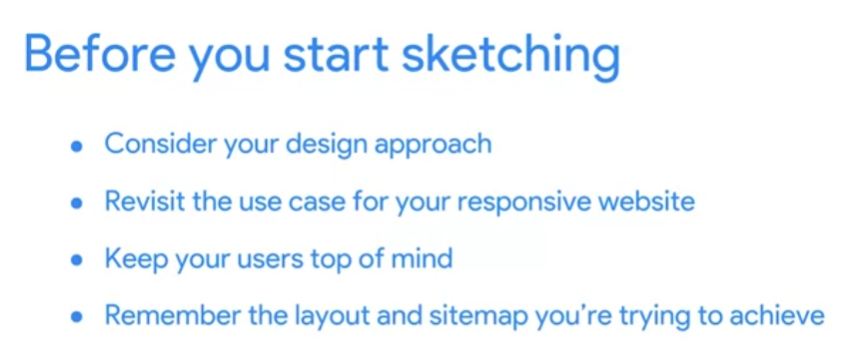 Before you start sketching
• Consider your design approach
• Revisit the use case for your responsive website
• Keep your users top of mind
• Remember the layout and sitemap you're trying to achieve